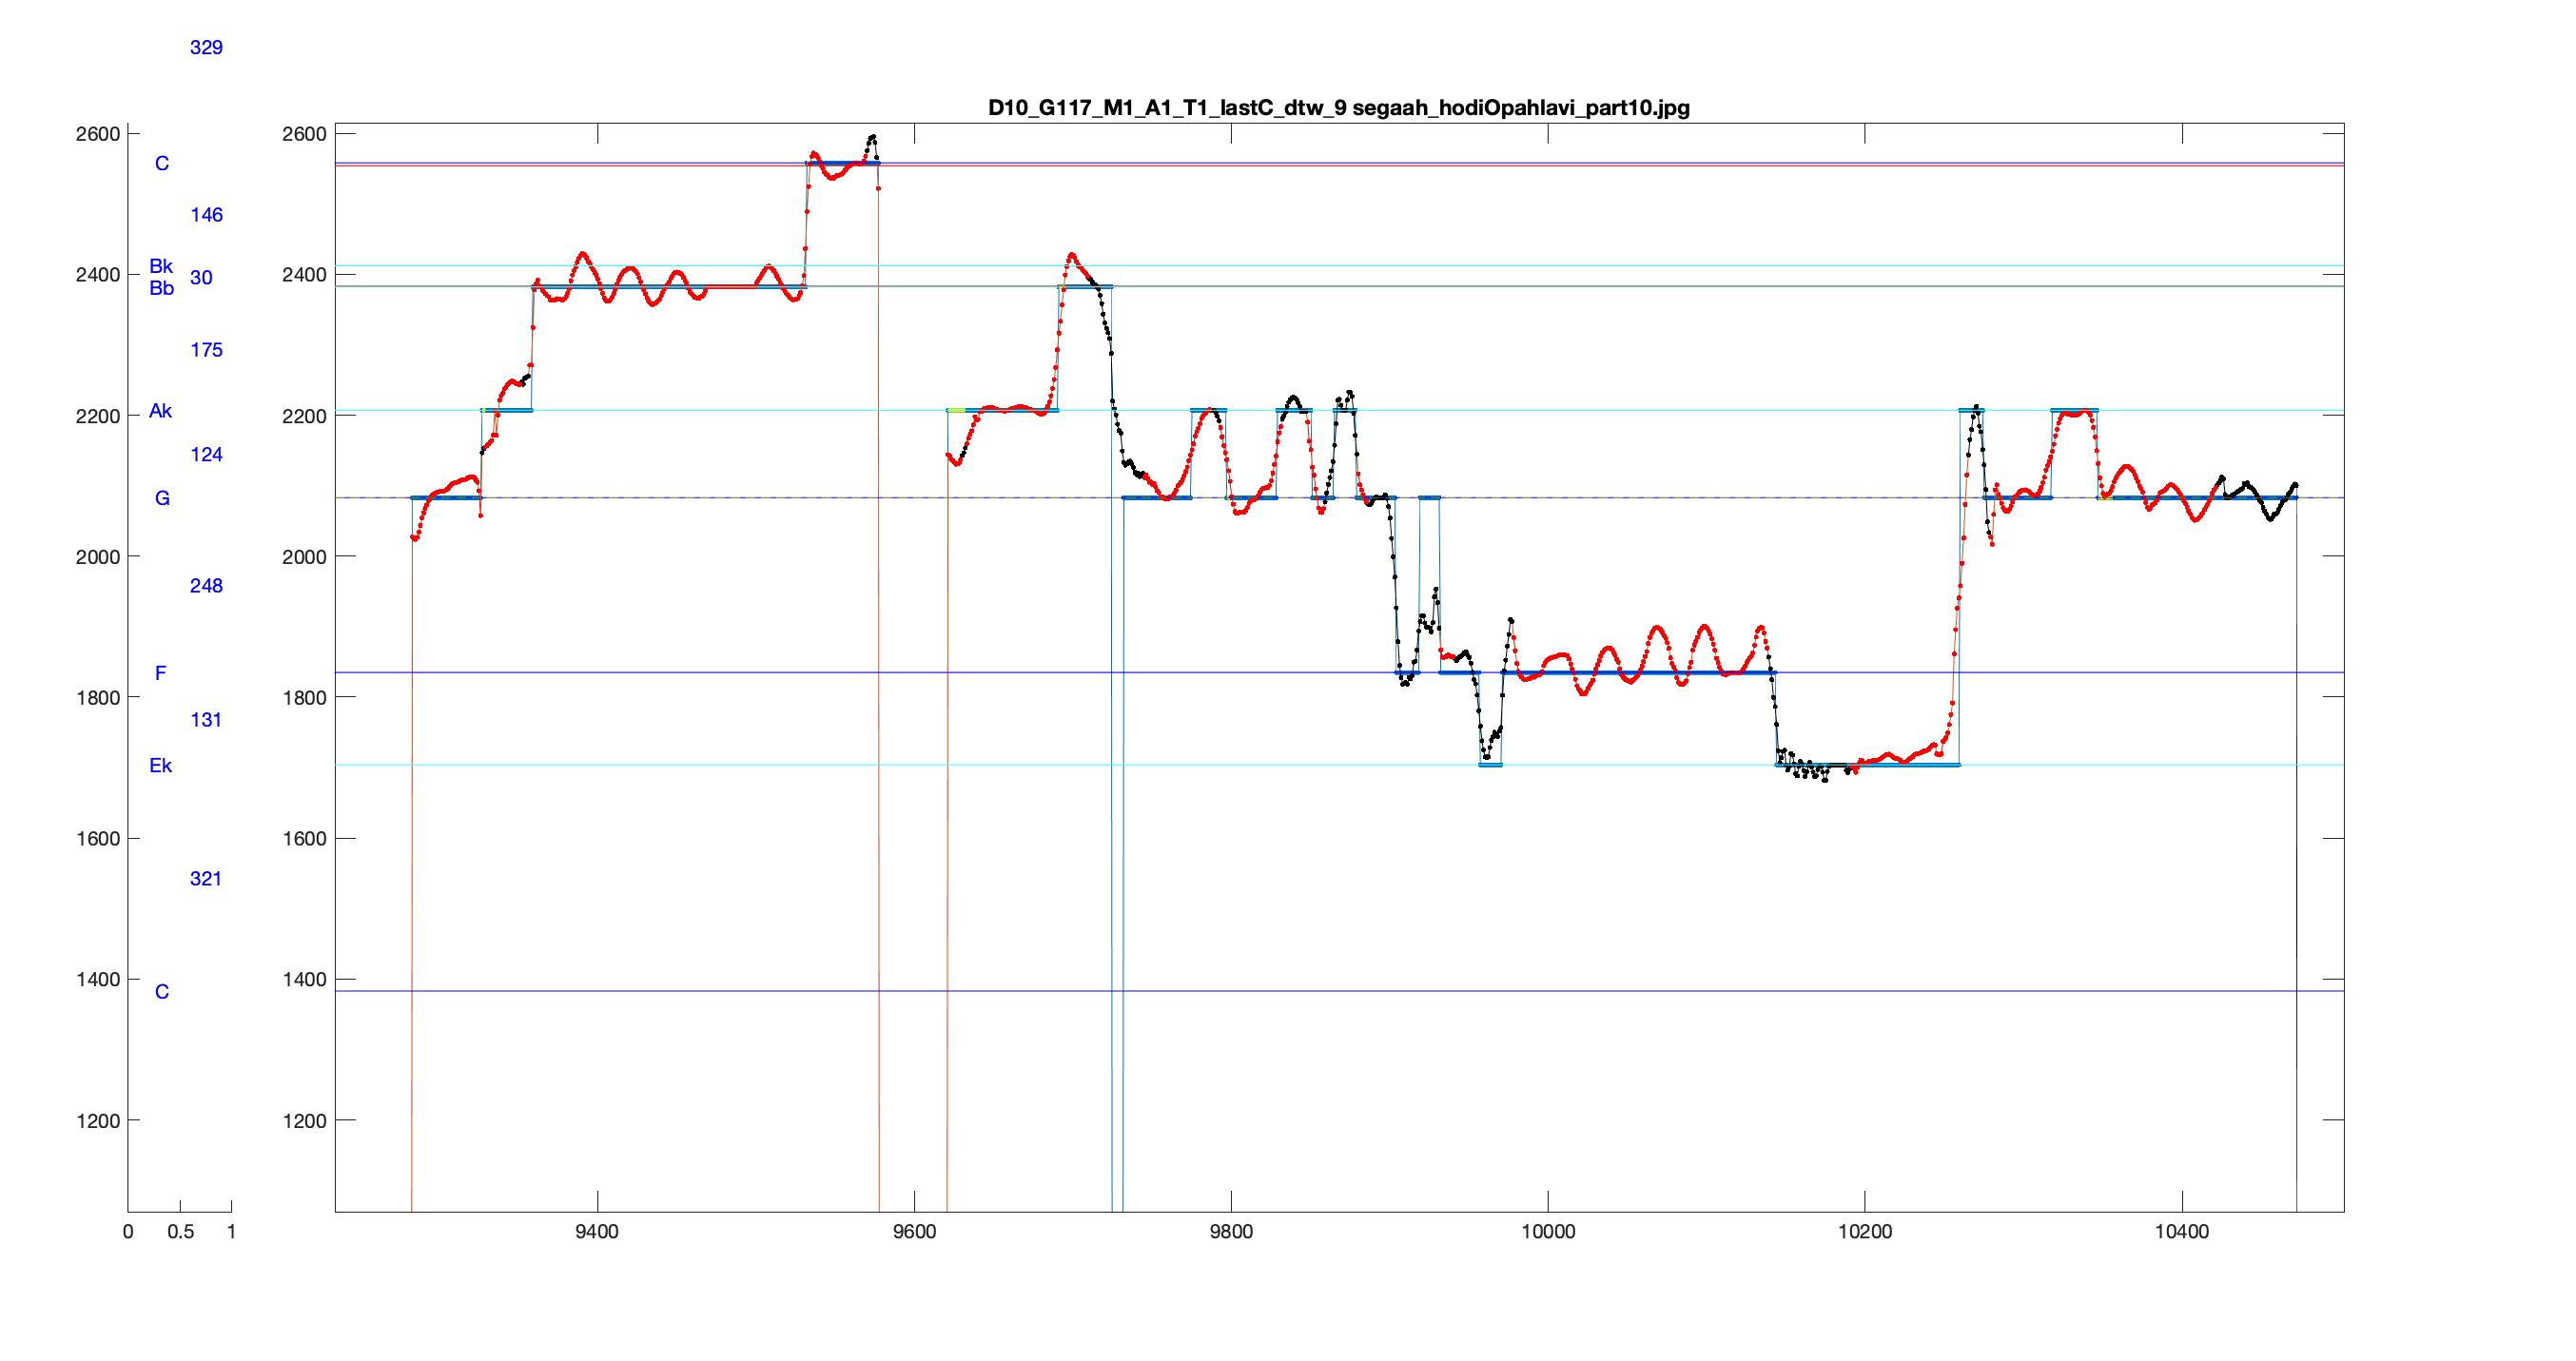 329
D10_G117_M1_A1_T1_lastC_dtw_9 segaah_hodiOpahlavi_part10.jpg
2600 2600
C
146
Bk
2400 30 2400
Bb
175
Ak
2200 2200
124
G
2000 2000
248
F
1800 1800
131
Ek
1600 1600
321
1400 1400
C
1200 1200
0 0.5 1 9400 9600 9800 10000 10200 10400